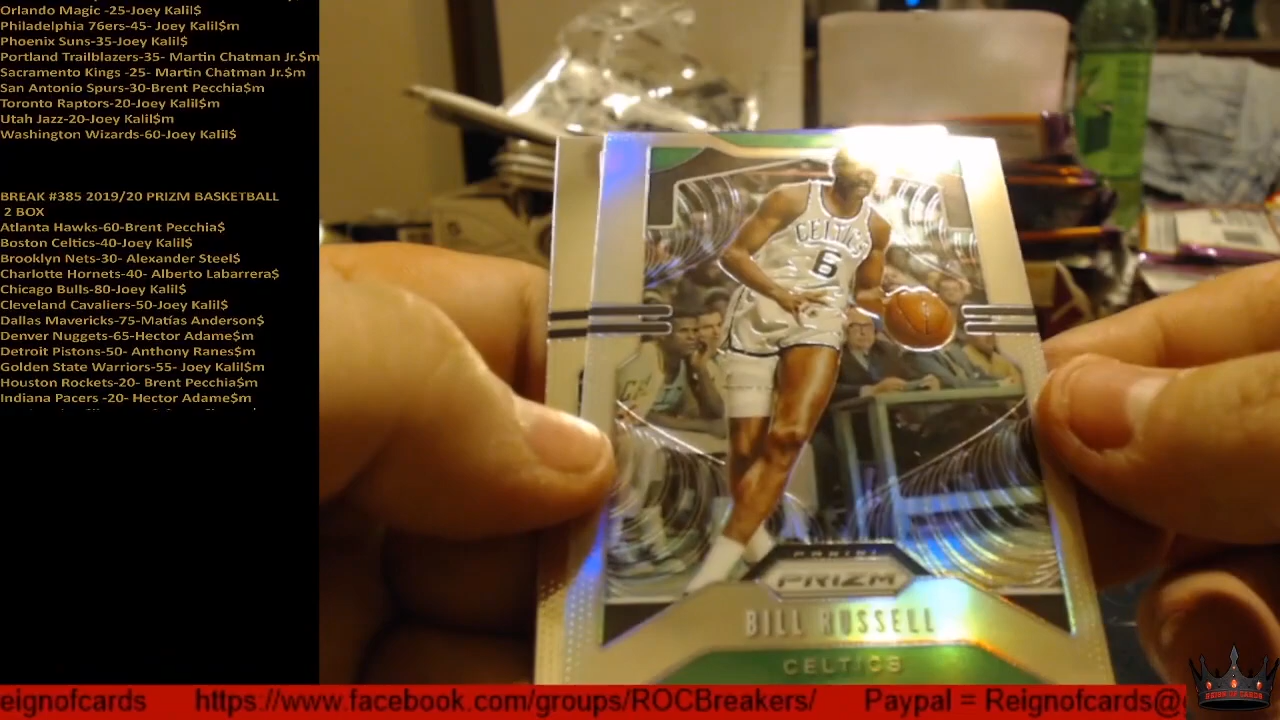 Orlando Magic -25-Joey Kalil$
Philadelphia 76ers-45- Joey Kalil$m
Phoenix Suns-35-Joey Kalil$
Portland Trailblazers-35- Martin Chatman Jr.$m
Sacramento Kings -25- Martin Chatman Jr.$m
San Antonio Spurs-30-Brent Pecchia$m
Toronto Raptors-20-Joey Kalil$m
Utah Jazz-20-Joey Kalil$m
Washington Wizards-60-Joey Kalil$
BREAK #385 2019/20 PRIZM BASKETBALL
2 BOX
Atlanta Hawks-60-Brent Pecchia$
Boston Celtics-40-Joey Kalil$
Brooklyn Nets-30- Alexander Steel$
Charlotte Hornets-40- Alberto Labarrera$
Chicago Bulls-80-Joey Kalil$
Cleveland Cavaliers-50-Joey Kalil$
Dallas Mavericks-75-Matías Anderson$
Denver Nuggets-65-Hector Adame$m
Detroit Pistons-50- Anthony Ranes$m
Golden State Warriors-55- Joey Kalil$m
Houston Rockets-20- Brent Pecchia$m
Indiana Pacers -20- Hector Adame$m
CELTICS
6
PANINI
PRIZM
BILL RUSSELL
CELTICS
eignofcards https://www.facebook.com/groups/ROCBreakers/ Paypal = Reignofcards@
REIGN OF CARDS